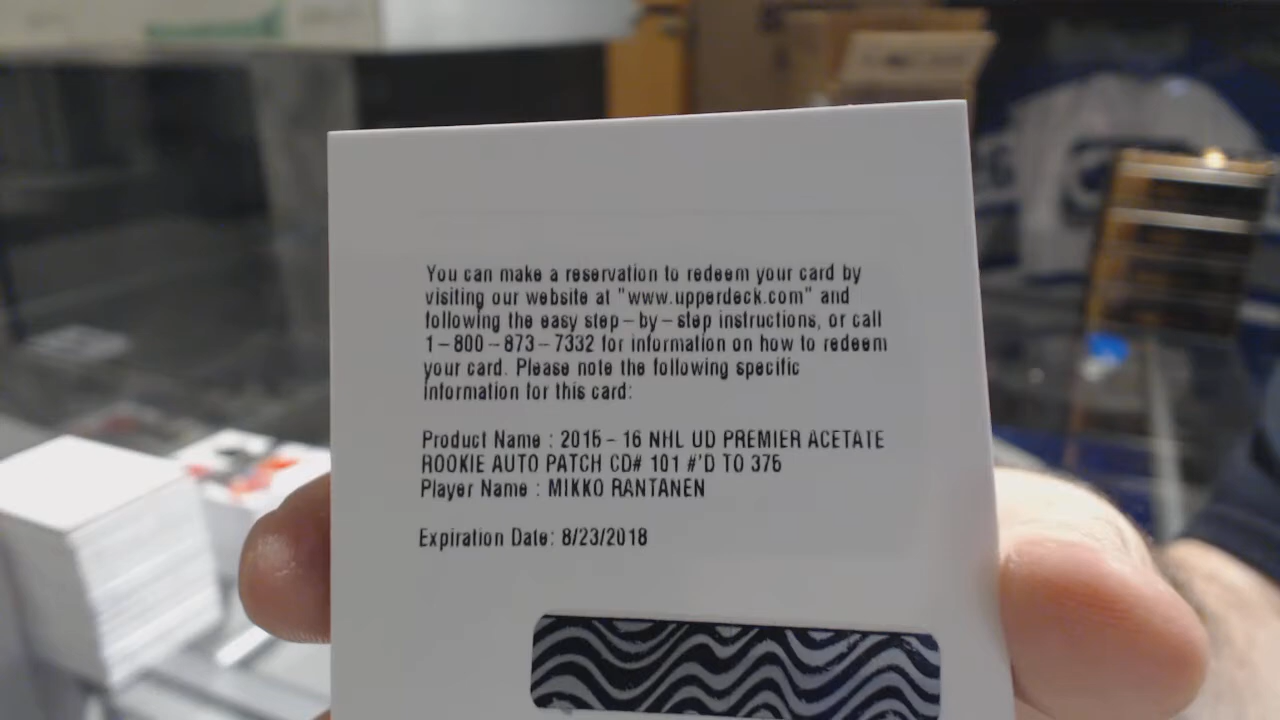 You can make a reservation to redeem your card by
visiting our website at "www.upperdeck.com" and
following the easy step-by-step instructions, or call
1-800-873-7332 for information on how to redeem
your card. Please note the following specific
information for this card:
Product Name : 2015-16 NHL UD PREMIER ACETATE
ROOKIE AUTO PATCH CD# 101 #'D TO 375
Player Name : MIKKO RANTANEN
Expiration Date: 8/23/2018